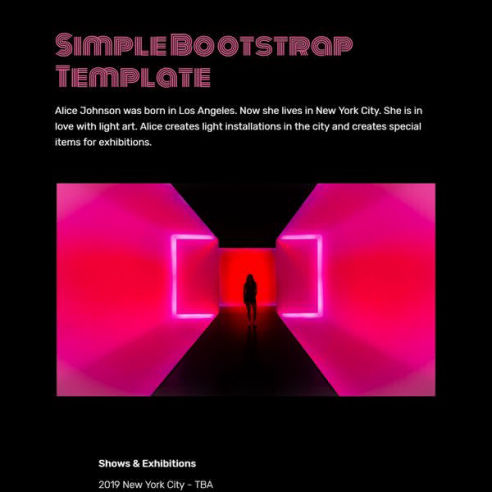 Simple Bootstrap
Template
Alice Johnson was born in Los Angeles. Now she lives in New York City. She is in
love with light art. Alice creates light installations in the city and creates special
items for exhibitions.
Shows & Exhibitions
2019 New York City - TBA